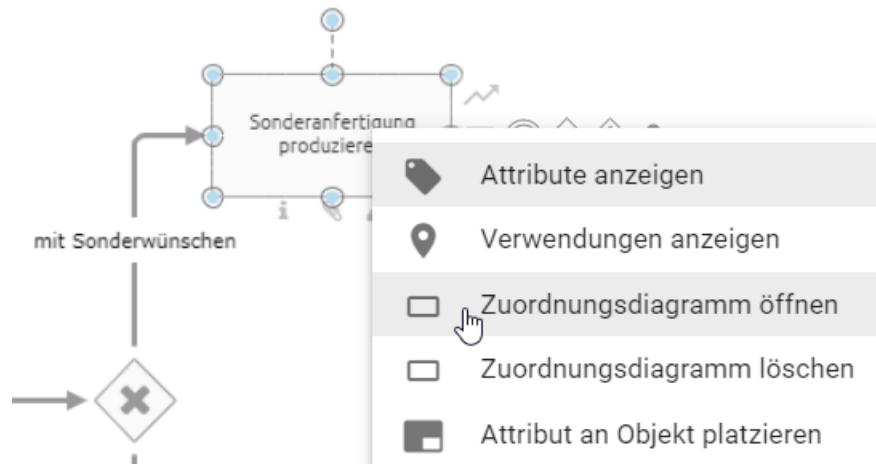 Sonderanfertigung
produziere
mit Sonderwünschen
Attribute anzeigen
Verwendungen anzeigen
Zuordnungsdiagramm öffnen
Zuordnungsdiagramm löschen
Attribut an Objekt platzieren